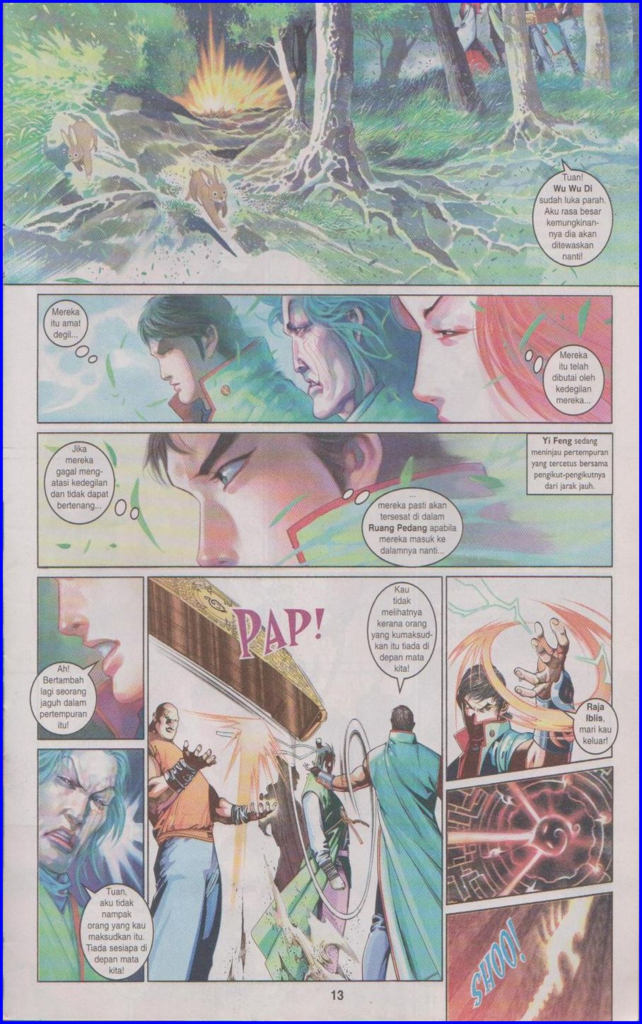 Tuan!
Wu Wu Di
sudah luka parah.
Aku rasa besar
kemungkinan-
nya dia akan
ditewaskan
nanti!
Mereka
itu amat
degil...
Mereka
itu telah
dibutai oleh
kedegilan
mereka...
Jika
mereka
gagal meng-
atasi kedegilan
dan tidak dapat
bertenang...
... mereka pasti akan
tersesat di dalam
Ruang Pedang apabila
mereka masuk ke
dalamnya nanti...
Yi Feng sedang
meninjau pertempuran
yang tercetus bersama
pengikut-pengikutnya
dari jarak jauh.
Ah!
Bertambah
lagi seorang
jaguh dalam
pertempuran
itu!
Tuan,
aku tidak
nampak
orang yang kau
maksudkan itu.
Tiada sesiapa di
depan mata
kita!
PAP!
Kau
tidak
melihatnya
kerana orang
yang kumaksud-
kan itu tiada di
depan mata
kita!
Raja
Iblis,
mari kau
keluar!
SHOO!
13